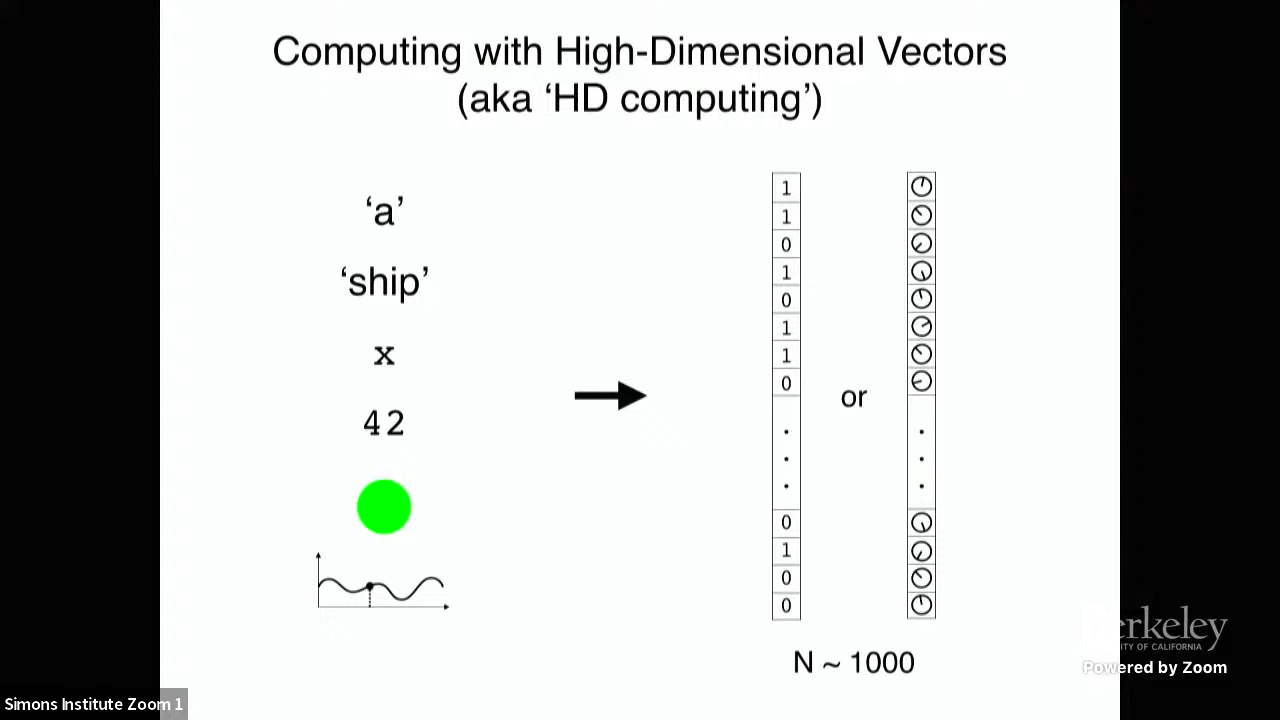 Computing with High-Dimensional Vectors
(aka ‘HD computing’)
‘a’
‘ship’
x
42
1
1
0
1
0
1
1
0
.
.
.
0
1
0
0
or
.
.
.
N ~ 1000
Powered by Zoom
Simons Institute Zoom 1